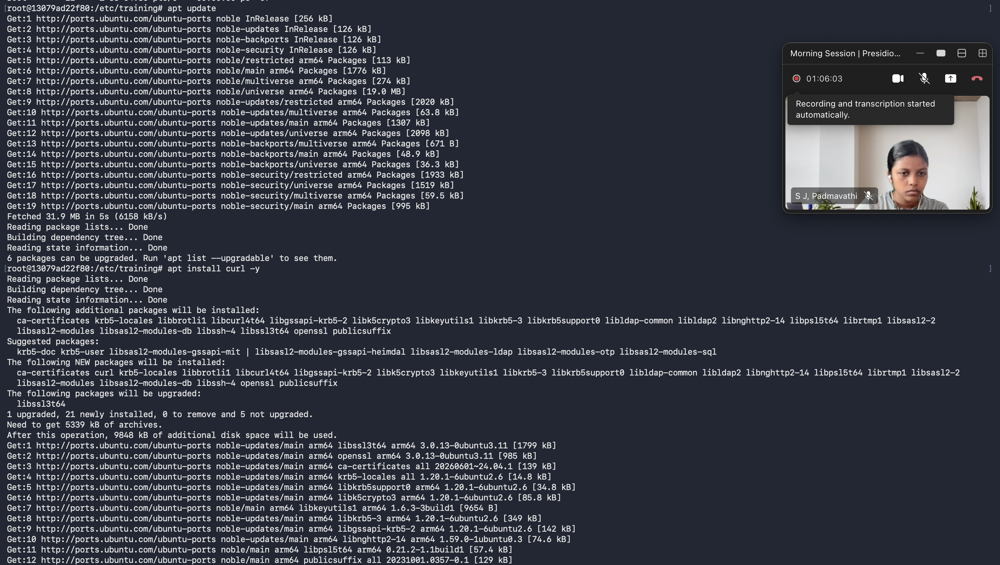 [root@13079ad22f80:/etc/training# apt update ]
Get:1 http://ports.ubuntu.com/ubuntu-ports noble InRelease [256 kB]
Get:2 http://ports.ubuntu.com/ubuntu-ports noble-updates InRelease [126 kB]
Get:3 http://ports.ubuntu.com/ubuntu-ports noble-backports InRelease [126 kB]
Get:4 http://ports.ubuntu.com/ubuntu-ports noble-security InRelease [126 kB]
Get:5 http://ports.ubuntu.com/ubuntu-ports noble/restricted arm64 Packages [113 kB]
Get:6 http://ports.ubuntu.com/ubuntu-ports noble/main arm64 Packages [1776 kB]
Get:7 http://ports.ubuntu.com/ubuntu-ports noble/multiverse arm64 Packages [274 kB]
Get:8 http://ports.ubuntu.com/ubuntu-ports noble/universe arm64 Packages [19.0 MB]
Get:9 http://ports.ubuntu.com/ubuntu-ports noble-updates/restricted arm64 Packages [2020 kB]
Get:10 http://ports.ubuntu.com/ubuntu-ports noble-updates/multiverse arm64 Packages [63.8 kB]
Get:11 http://ports.ubuntu.com/ubuntu-ports noble-updates/main arm64 Packages [1307 kB]
Get:12 http://ports.ubuntu.com/ubuntu-ports noble-updates/universe arm64 Packages [2098 kB]
Get:13 http://ports.ubuntu.com/ubuntu-ports noble-backports/multiverse arm64 Packages [671 B]
Get:14 http://ports.ubuntu.com/ubuntu-ports noble-backports/main arm64 Packages [48.9 kB]
Get:15 http://ports.ubuntu.com/ubuntu-ports noble-backports/universe arm64 Packages [36.3 kB]
Get:16 http://ports.ubuntu.com/ubuntu-ports noble-security/restricted arm64 Packages [1933 kB]
Get:17 http://ports.ubuntu.com/ubuntu-ports noble-security/universe arm64 Packages [1519 kB]
Get:18 http://ports.ubuntu.com/ubuntu-ports noble-security/multiverse arm64 Packages [59.5 kB]
Get:19 http://ports.ubuntu.com/ubuntu-ports noble-security/main arm64 Packages [995 kB]
Fetched 31.9 MB in 5s (6158 kB/s)
Reading package lists... Done
Building dependency tree... Done
Reading state information... Done
6 packages can be upgraded. Run 'apt list --upgradable' to see them.
[root@13079ad22f80:/etc/training# apt install curl -y ]
Reading package lists... Done
Building dependency tree... Done
Reading state information... Done
The following additional packages will be installed:
ca-certificates krb5-locales libbrotli1 libcurl4t64 libgssapi-krb5-2 libk5crypto3 libkeyutils1 libkrb5-3 libkrb5support0 libldap-common libldap2 libnghttp2-14 libpsl5t64 librtmp1 libsasl2-2
libsasl2-modules libsasl2-modules-db libssh-4 libssl3t64 openssl publicsuffix
Suggested packages:
krb5-doc krb5-user libsasl2-modules-gssapi-mit | libsasl2-modules-gssapi-heimdal libsasl2-modules-ldap libsasl2-modules-otp libsasl2-modules-sql
The following NEW packages will be installed:
ca-certificates curl krb5-locales libbrotli1 libcurl4t64 libgssapi-krb5-2 libk5crypto3 libkeyutils1 libkrb5-3 libkrb5support0 libldap-common libldap2 libnghttp2-14 libpsl5t64 librtmp1 libsasl2-2
libsasl2-modules libsasl2-modules-db libssh-4 openssl publicsuffix
The following packages will be upgraded:
libssl3t64
1 upgraded, 21 newly installed, 0 to remove and 5 not upgraded.
Need to get 5339 kB of archives.
After this operation, 9848 kB of additional disk space will be used.
Get:1 http://ports.ubuntu.com/ubuntu-ports noble-updates/main arm64 libssl3t64 arm64 3.0.13-0ubuntu3.11 [1799 kB]
Get:2 http://ports.ubuntu.com/ubuntu-ports noble-updates/main arm64 openssl arm64 3.0.13-0ubuntu3.11 [985 kB]
Get:3 http://ports.ubuntu.com/ubuntu-ports noble-updates/main arm64 ca-certificates all 20260601~24.04.1 [139 kB]
Get:4 http://ports.ubuntu.com/ubuntu-ports noble-updates/main arm64 krb5-locales all 1.20.1-6ubuntu2.6 [14.8 kB]
Get:5 http://ports.ubuntu.com/ubuntu-ports noble-updates/main arm64 libkrb5support0 arm64 1.20.1-6ubuntu2.6 [34.8 kB]
Get:6 http://ports.ubuntu.com/ubuntu-ports noble-updates/main arm64 libk5crypto3 arm64 1.20.1-6ubuntu2.6 [85.8 kB]
Get:7 http://ports.ubuntu.com/ubuntu-ports noble/main arm64 libkeyutils1 arm64 1.6.3-3build1 [9654 B]
Get:8 http://ports.ubuntu.com/ubuntu-ports noble-updates/main arm64 libkrb5-3 arm64 1.20.1-6ubuntu2.6 [349 kB]
Get:9 http://ports.ubuntu.com/ubuntu-ports noble-updates/main arm64 libgssapi-krb5-2 arm64 1.20.1-6ubuntu2.6 [142 kB]
Get:10 http://ports.ubuntu.com/ubuntu-ports noble-updates/main arm64 libnghttp2-14 arm64 1.59.0-1ubuntu0.3 [74.6 kB]
Get:11 http://ports.ubuntu.com/ubuntu-ports noble/main arm64 libpsl5t64 arm64 0.21.2-1.1build1 [57.4 kB]
Get:12 http://ports.ubuntu.com/ubuntu-ports noble/main arm64 publicsuffix all 20231001.0357-0.1 [129 kB]
Morning Session | Presidio...
01:06:03
Recording and transcription started
automatically.
S J, Padmavathi